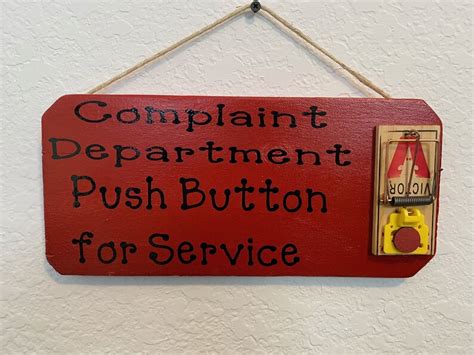 Complaint
Department
Push Button
for Service
VICTOR